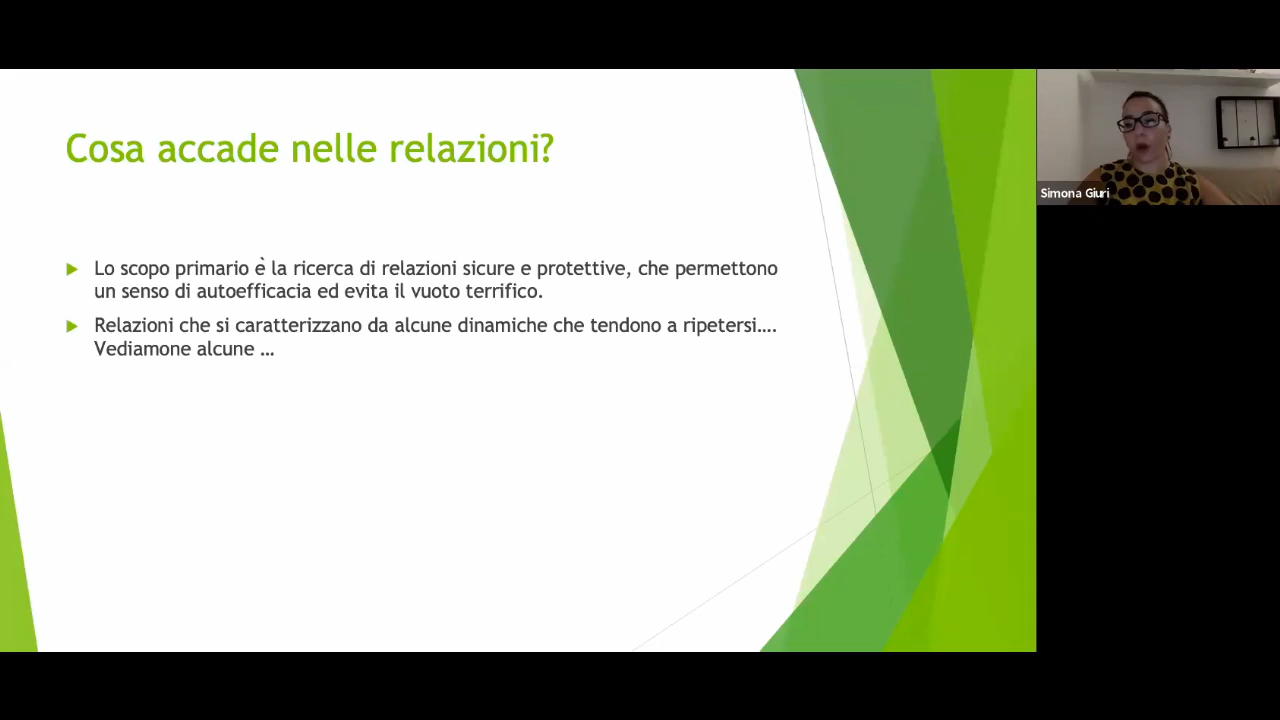 Cosa accade nelle relazioni?
Lo scopo primario è la ricerca di relazioni sicure e protettive, che permettono
un senso di autoefficacia ed evita il vuoto terrifico.
Relazioni che si caratterizzano da alcune dinamiche che tendono a ripetersi....
Vediamone alcune ...
Simona Giuri